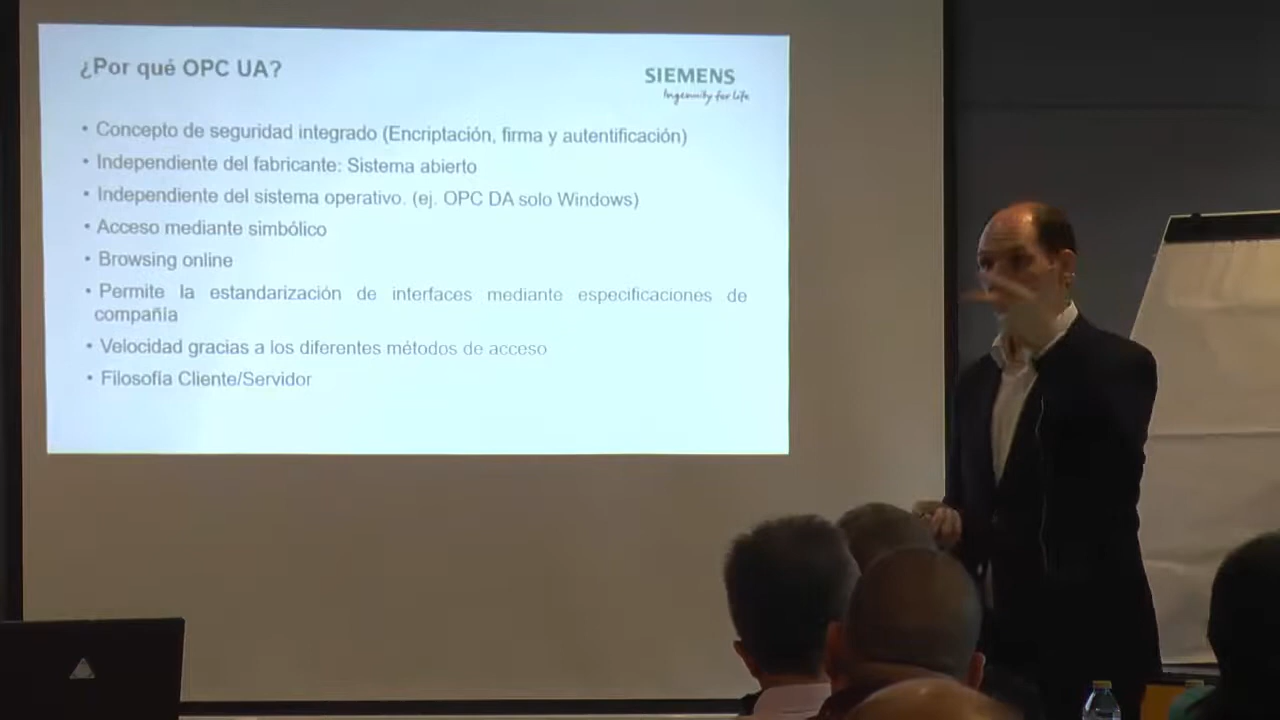 ¿Por qué OPC UA?
SIEMENS
Ingenuity for life
• Concepto de seguridad integrado (Encriptación, firma y autentificación)
• Independiente del fabricante: Sistema abierto
• Independiente del sistema operativo. (ej. OPC DA solo Windows)
• Acceso mediante simbólico
• Browsing online
• Permite la estandarización de interfaces mediante especificaciones de
compañía
• Velocidad gracias a los diferentes métodos de acceso
• Filosofía Cliente/Servidor